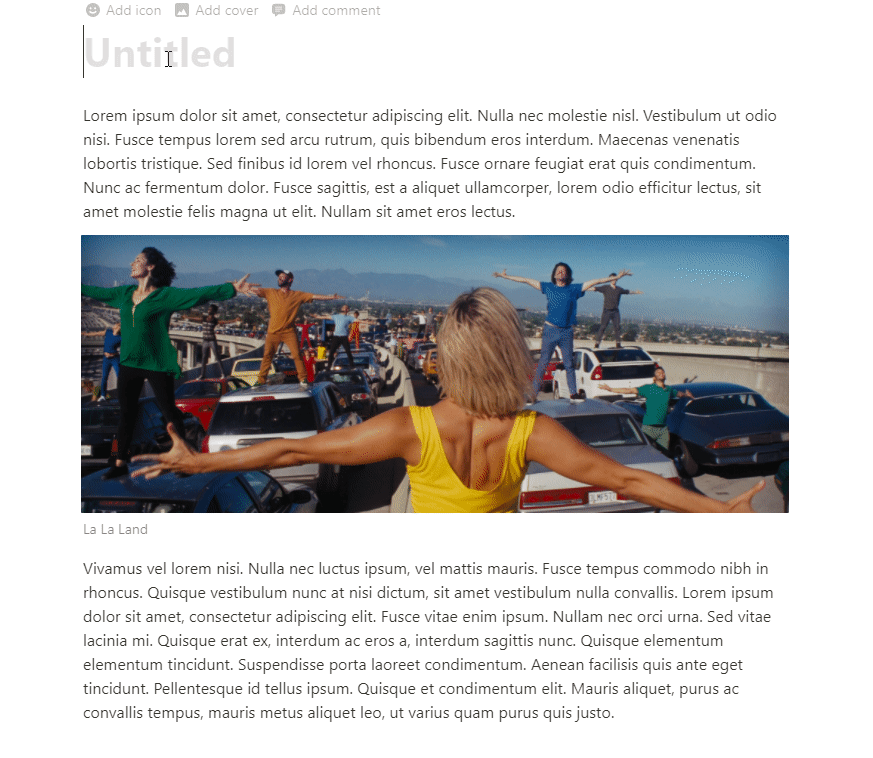 Add icon Add cover Add comment
Untitled
Lorem ipsum dolor sit amet, consectetur adipiscing elit. Nulla nec molestie nisl. Vestibulum ut odio
nisi. Fusce tempus lorem sed arcu rutrum, quis bibendum eros interdum. Maecenas venenatis
lobortis tristique. Sed finibus id lorem vel rhoncus. Fusce ornare feugiat erat quis condimentum.
Nunc ac fermentum dolor. Fusce sagittis, est a aliquet ullamcorper, lorem odio efficitur lectus, sit
amet molestie felis magna ut elit. Nullam sit amet eros lectus.
La La Land
Vivamus vel lorem nisi. Nulla nec luctus ipsum, vel mattis mauris. Fusce tempus commodo nibh in
rhoncus. Quisque vestibulum nunc at nisi dictum, sit amet vestibulum nulla convallis. Lorem ipsum
dolor sit amet, consectetur adipiscing elit. Fusce vitae enim ipsum. Nullam nec orci urna. Sed vitae
lacinia mi. Quisque erat ex, interdum ac eros a, interdum sagittis nunc. Quisque elementum
elementum tincidunt. Suspendisse porta laoreet condimentum. Aenean facilisis quis ante eget
tincidunt. Pellentesque id tellus ipsum. Quisque et condimentum elit. Mauris aliquet, purus ac
convallis tempus, mauris metus aliquet leo, ut varius quam purus quis justo.